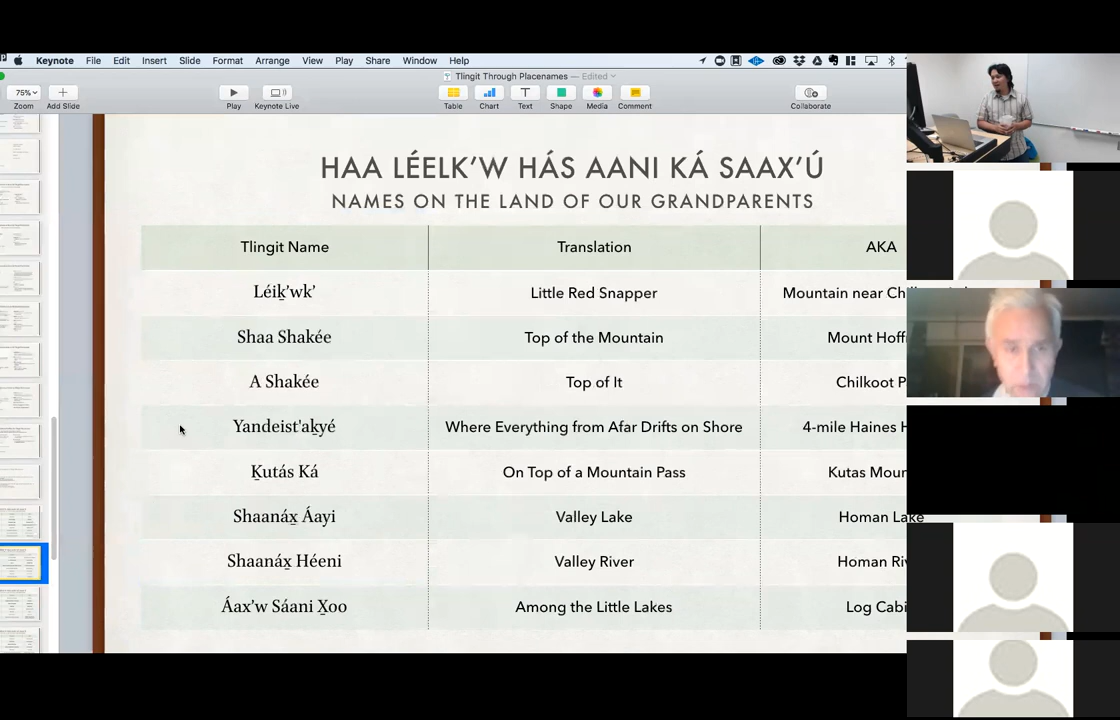 Keynote File Edit Insert Slide Format Arrange View Play Share Window Help
Tlingit Through Placenames — Edited
75%
Zoom Add Slide Play Keynote Live Table Chart Text Shape Media Comment Collaborate
HAA LÉELK’W HÁS AANI KÁ SAAX’Ú
NAMES ON THE LAND OF OUR GRANDPARENTS
Tlingit Name Translation AKA
Léiḵ’wk’ Little Red Snapper Mountain near
Shaa Shakée Top of the Mountain Mount
A Shakée Top of It Chilkoot
Yandeist'aḵyé Where Everything from Afar Drifts on Shore 4-mile Haines
Ḵutás Ká On Top of a Mountain Pass Kutas
Shaanáx̱ Áayi Valley Lake Homan Lake
Shaanáx̱ Héeni Valley River Homan
Áax’w Sáani X̱oo Among the Little Lakes Log